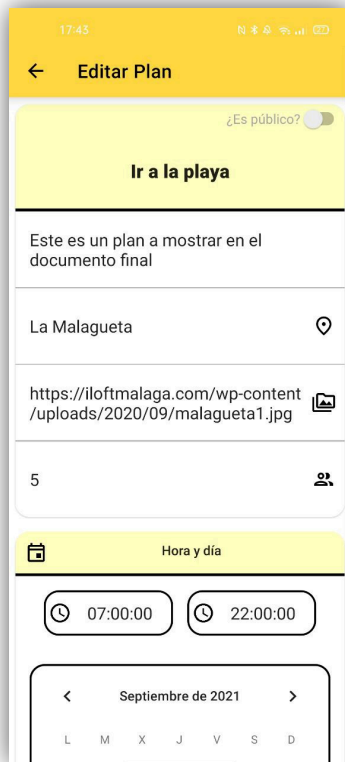 17:43
Editar Plan
¿Es público?
Ir a la playa
Este es un plan a mostrar en el
documento final
La Malagueta
https://iloftmalaga.com/wp-content
/uploads/2020/09/malagueta1.jpg
5
Hora y día
07:00:00 22:00:00
Septiembre de 2021
L M X J V S D